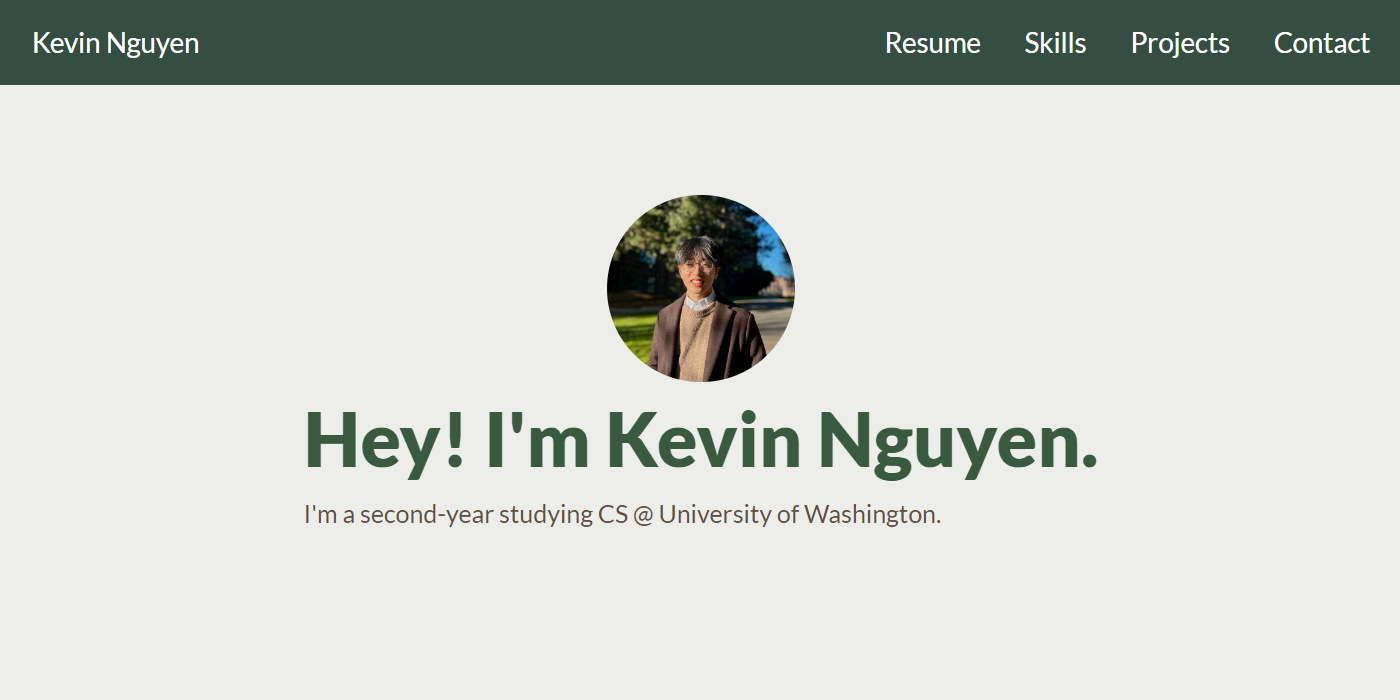 Kevin Nguyen
Resume Skills Projects Contact
Hey! I'm Kevin Nguyen.
I'm a second-year studying CS @ University of Washington.